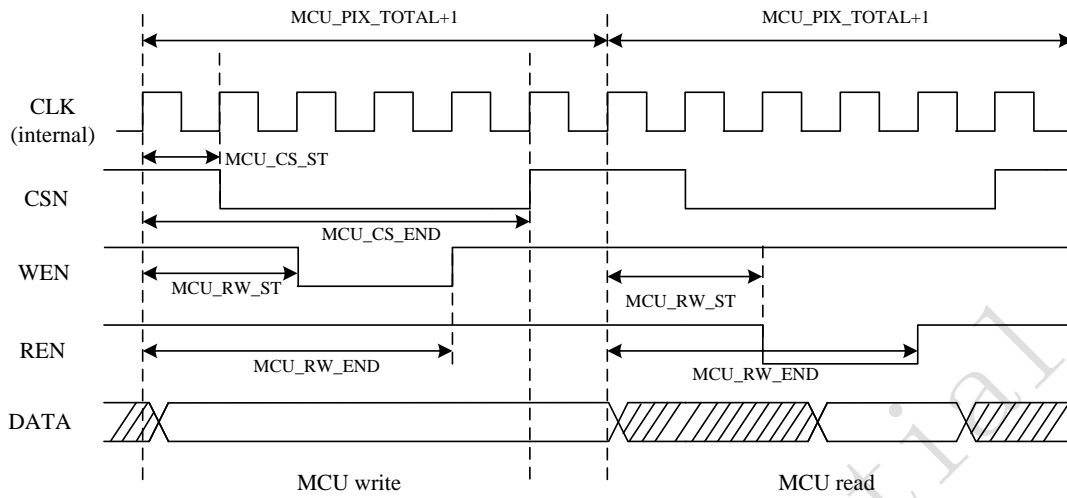 MCU_PIX_TOTAL+1
MCU_PIX_TOTAL+1
CLK
(internal)
MCU_CS_ST
CSN
MCU_CS_END
WEN
MCU_RW_ST
MCU_RW_ST
REN
MCU_RW_END
MCU_RW_END
DATA
MCU write
MCU read
tial